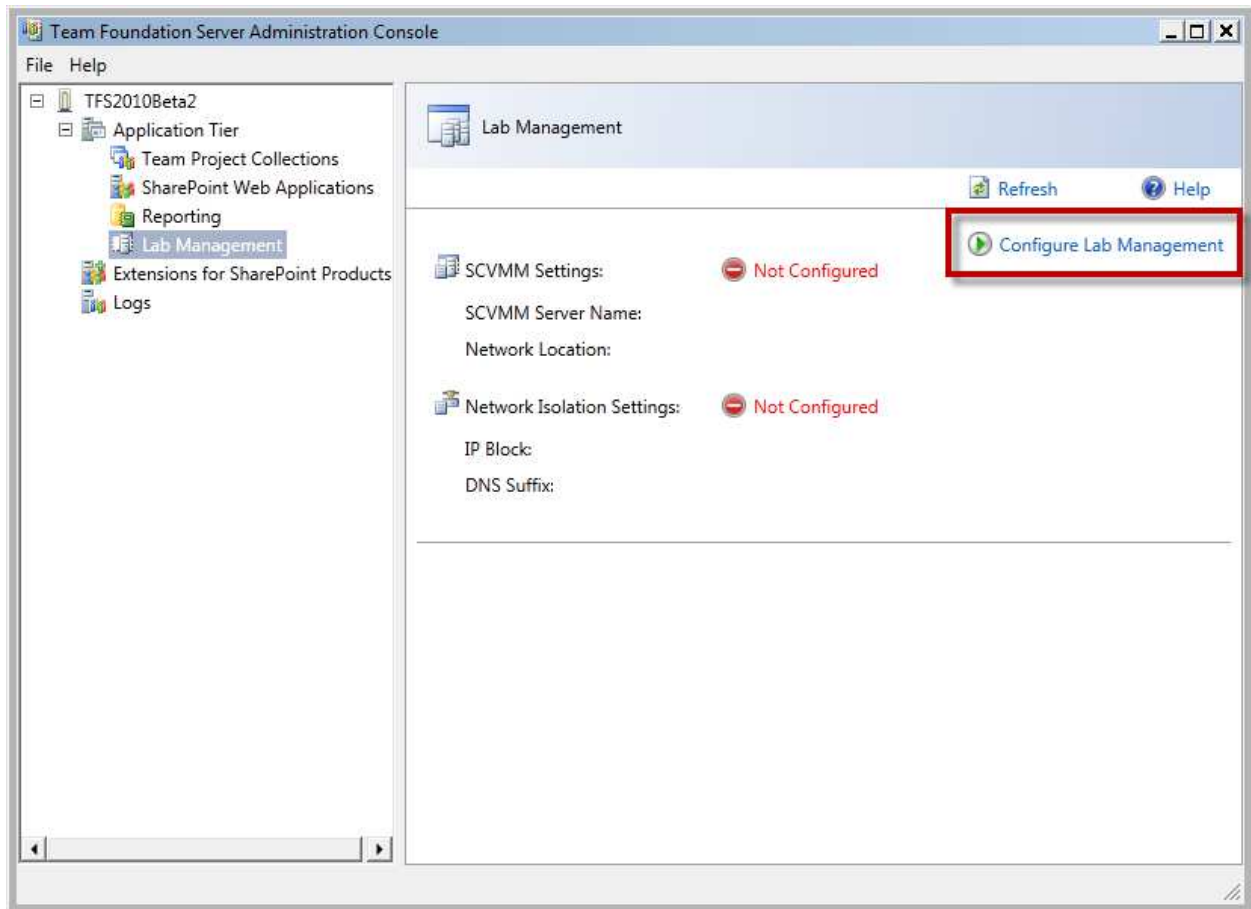 Team Foundation Server Administration Console
File Help
TFS2010Beta2
Application Tier
Team Project Collections
SharePoint Web Applications
Reporting
Lab Management
Extensions for SharePoint Products
Logs
Lab Management
Refresh Help
Configure Lab Management
SCVMM Settings: Not Configured
SCVMM Server Name:
Network Location:
Network Isolation Settings: Not Configured
IP Block:
DNS Suffix: